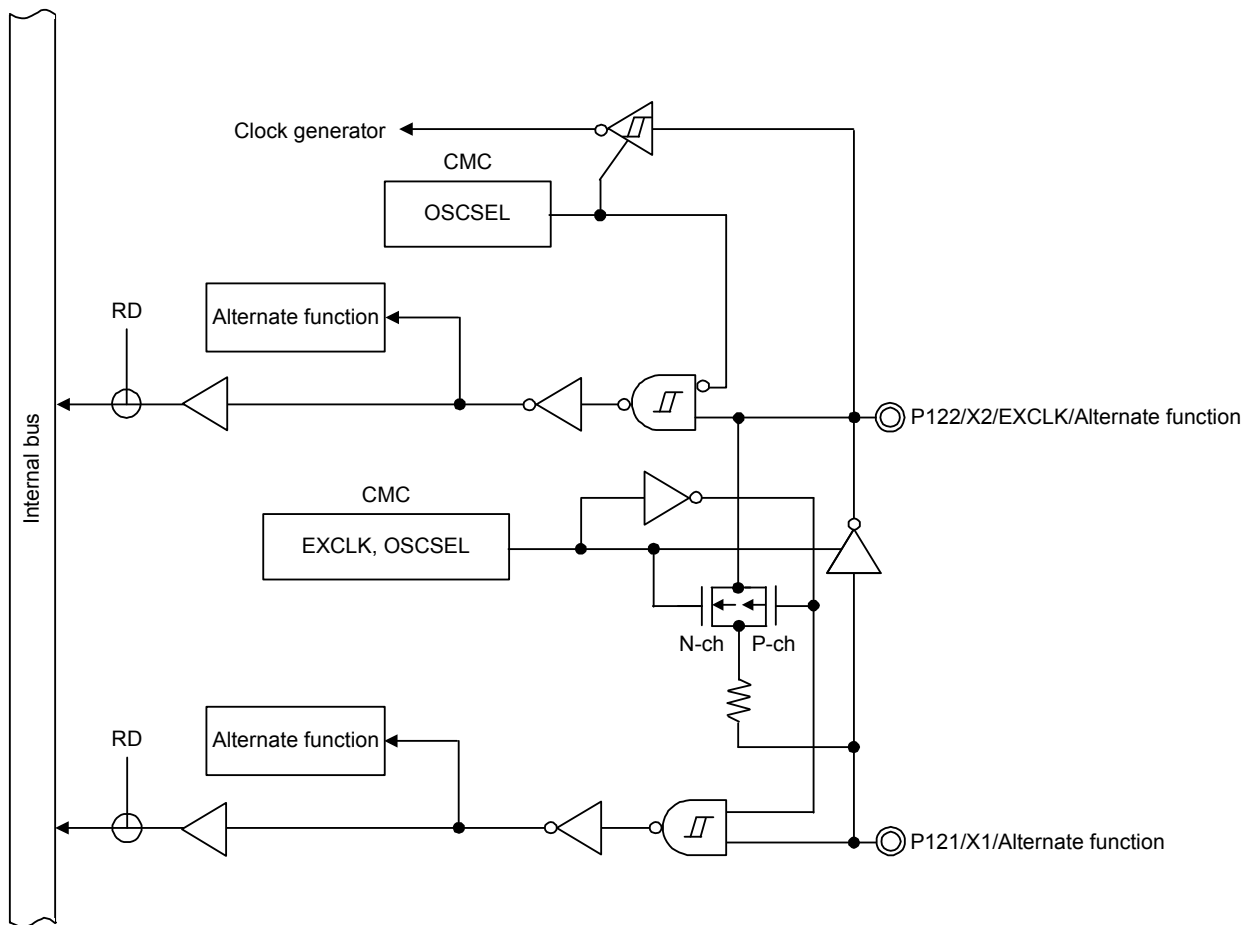 Clock generator
CMC
OSCSEL
RD
Alternate function
P122/X2/EXCLK/Alternate function
Internal bus
CMC
EXCLK, OSCSEL
N-ch
P-ch
RD
Alternate function
P121/X1/Alternate function